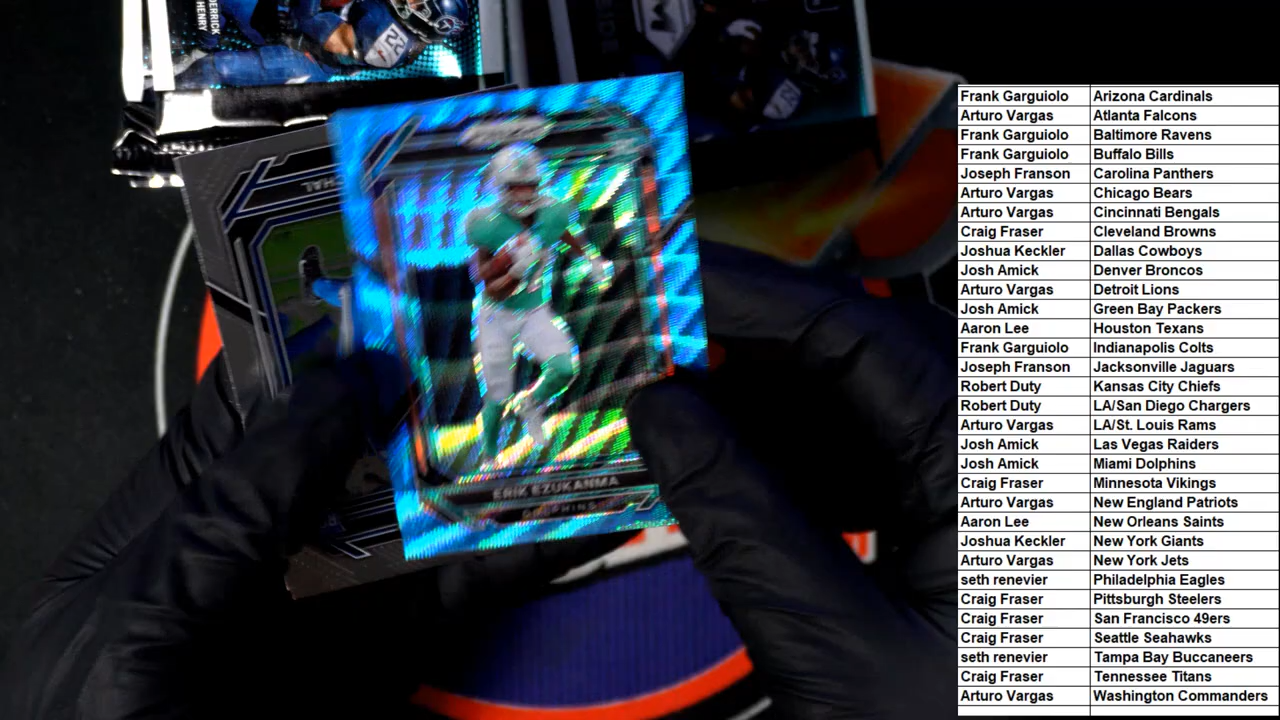 DERRICK
HENRY
PRIZM
ERIK EZUKANMA
DOLPHINS
Frank Garguiolo Arizona Cardinals
Arturo Vargas Atlanta Falcons
Frank Garguiolo Baltimore Ravens
Frank Garguiolo Buffalo Bills
Joseph Franson Carolina Panthers
Arturo Vargas Chicago Bears
Arturo Vargas Cincinnati Bengals
Craig Fraser Cleveland Browns
Joshua Keckler Dallas Cowboys
Josh Amick Denver Broncos
Arturo Vargas Detroit Lions
Josh Amick Green Bay Packers
Aaron Lee Houston Texans
Frank Garguiolo Indianapolis Colts
Joseph Franson Jacksonville Jaguars
Robert Duty Kansas City Chiefs
Robert Duty LA/San Diego Chargers
Arturo Vargas LA/St. Louis Rams
Josh Amick Las Vegas Raiders
Josh Amick Miami Dolphins
Craig Fraser Minnesota Vikings
Arturo Vargas New England Patriots
Aaron Lee New Orleans Saints
Joshua Keckler New York Giants
Arturo Vargas New York Jets
seth renevier Philadelphia Eagles
Craig Fraser Pittsburgh Steelers
Craig Fraser San Francisco 49ers
Craig Fraser Seattle Seahawks
seth renevier Tampa Bay Buccaneers
Craig Fraser Tennessee Titans
Arturo Vargas Washington Commanders